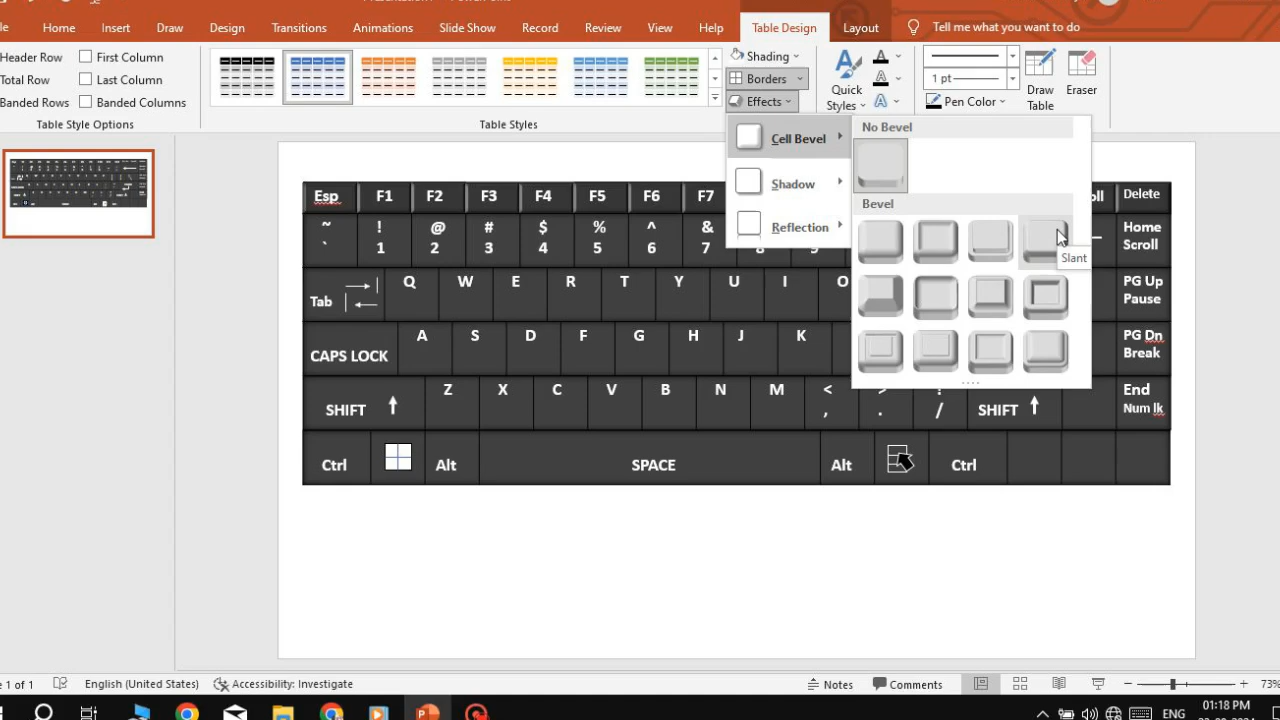 Home Insert Draw Design Transitions Animations Slide Show Record Review View Help Table Design Layout Tell me what you want to do
Header Row First Column
Total Row Last Column
Banded Rows Banded Columns
Table Style Options
Table Styles
Shading
Borders
Effects
Quick
Styles
1 pt
Pen Color
Draw
Table
Eraser
Cell Bevel
Shadow
Reflection
No Bevel
Bevel
Slant
Esp F1 F2 F3 F4 F5 F6 F7 Delete
~ ! @ # $ % ^ & Home
` 1 2 3 4 5 6 7 Scroll
Tab Q W E R T Y U I O PG Up
Pause
CAPS LOCK A S D F G H J K PG Dn
Break
SHIFT Z X C V B N M < , > . / SHIFT End
Num lk
Ctrl Alt SPACE Alt Ctrl
1 of 1 English (United States) Accessibility: Investigate Notes Comments 73%
ENG 01:18 PM